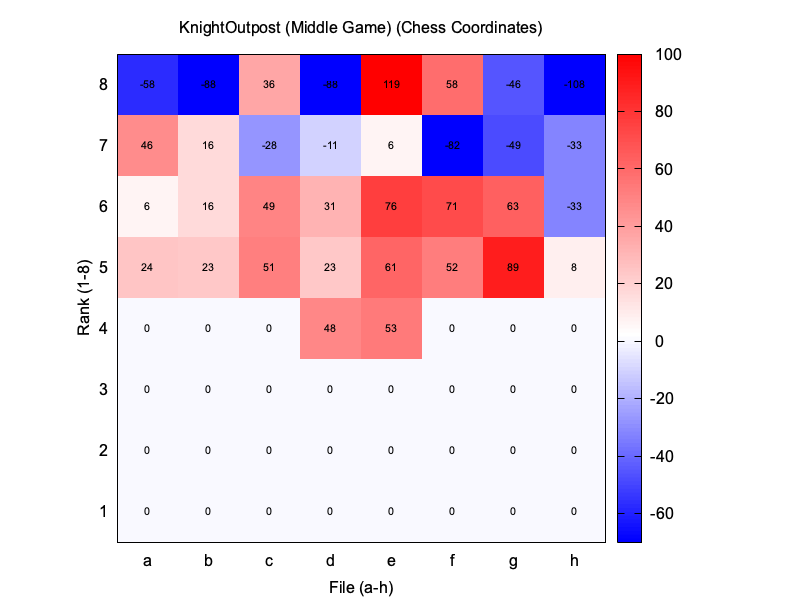 KnightOutpost (Middle Game) (Chess Coordinates)
100
8 -58 36 119 58 -46 -106
80
7 46 16 -28 -11 6 -82 -49 -33
60
6 6 16 49 31 76 71 63 -33
40
5 24 23 51 23 61 52 89 8
20
Rank (1-8)
4 0 0 0 48 53 0 0 0
0
3 0 0 0 0 0 0 0 0
-20
2 0 0 0 0 0 0 0 0
-40
1 0 0 0 0 0 0 0 0
-60
a b c d e f g h
File (a-h)